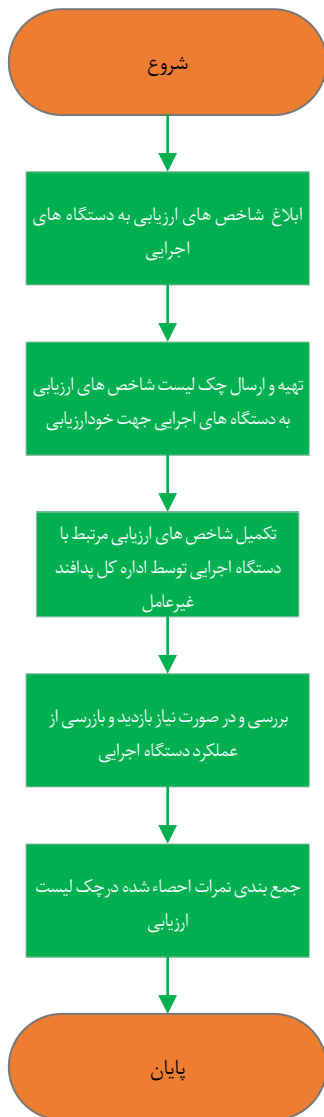 شروع
ابلاغ شاخص های ارزیابی به دستگاه های
اجرایی
تهیه و ارسال چک لیست شاخص های ارزیابی
به دستگاه های اجرایی جهت خودارزیابی
تکمیل شاخص های ارزیابی مرتبط با
دستگاه اجرایی توسط اداره کل پدافند
غیرعامل
بررسی و در صورت نیاز بازدید و بازرسی از
عملکرد دستگاه اجرایی
جمع بندی نمرات احصاء شده درچک لیست
ارزیابی
پایان